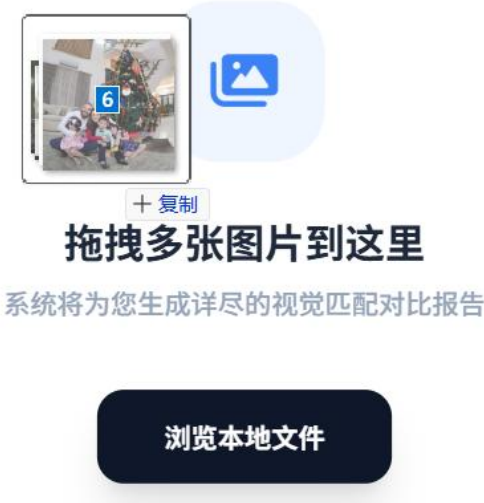 6
+ 复制
拖拽多张图片到这里
系统将为您生成详尽的视觉匹配对比报告
浏览本地文件